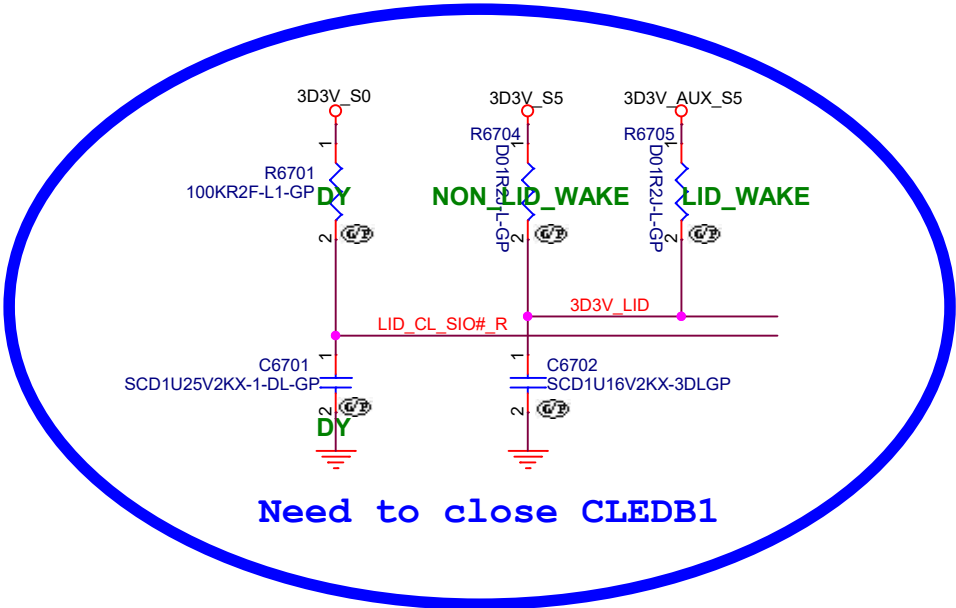 3D3V_S0
3D3V_S5
3D3V_AUX_S5
1
R6701
100KR2F-L1-GP
DY
2
G/P
R6704
1
D01R2J-L-GP
NON_LID_WAKE
2
G/P
R6705
1
D01R2J-L-GP
LID_WAKE
2
G/P
3D3V_LID
LID_CL_SIO#_R
C6701
1
SCD1U25V2KX-1-DL-GP
2
G/P
DY
C6702
1
SCD1U16V2KX-3DLGP
2
G/P
Need to close CLEDB1